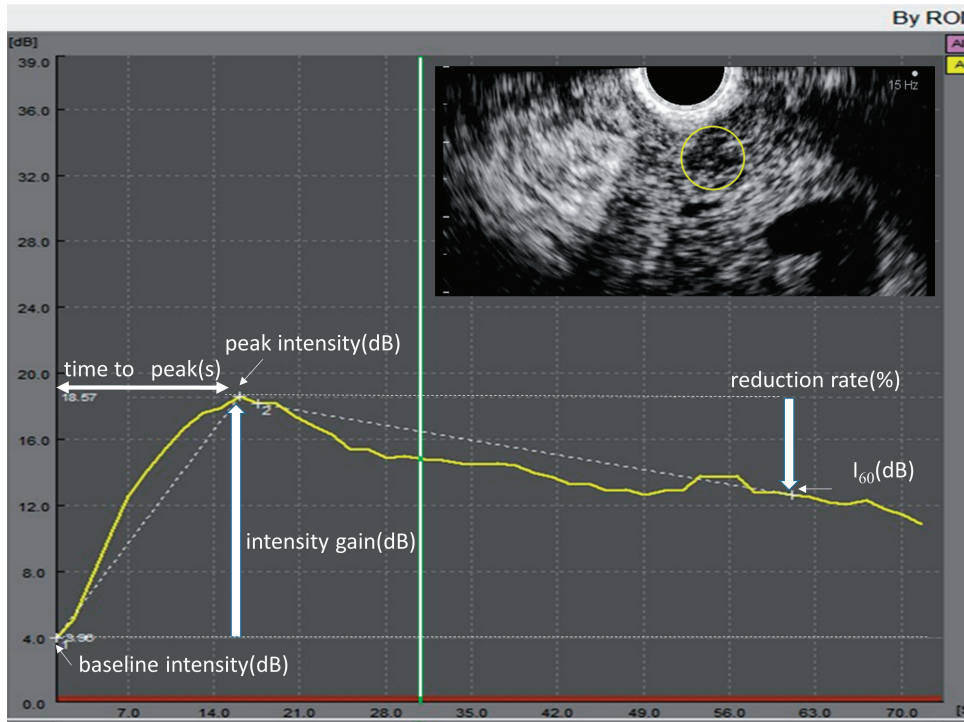 By ROI
[dB]
39.0
36.0
32.0
28.0
24.0
20.0
16.0
12.0
8.0
4.0
0.0
15 Hz
peak intensity(dB)
time to peak(s)
18.57
2
reduction rate(%)
I60(dB)
intensity gain(dB)
3.96
1
baseline intensity(dB)
7.0 14.0 21.0 28.0 35.0 42.0 49.0 56.0 63.0 70.0